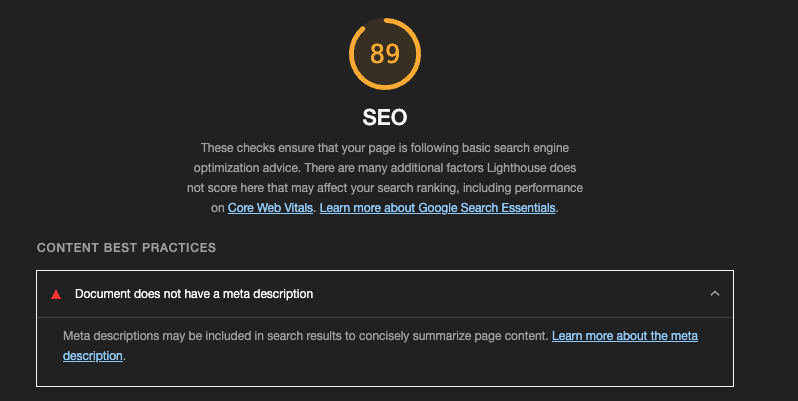 89
SEO
These checks ensure that your page is following basic search engine
optimization advice. There are many additional factors Lighthouse does
not score here that may affect your search ranking, including performance
on Core Web Vitals. Learn more about Google Search Essentials.
CONTENT BEST PRACTICES
Document does not have a meta description
Meta descriptions may be included in search results to concisely summarize page content. Learn more about the meta
description.